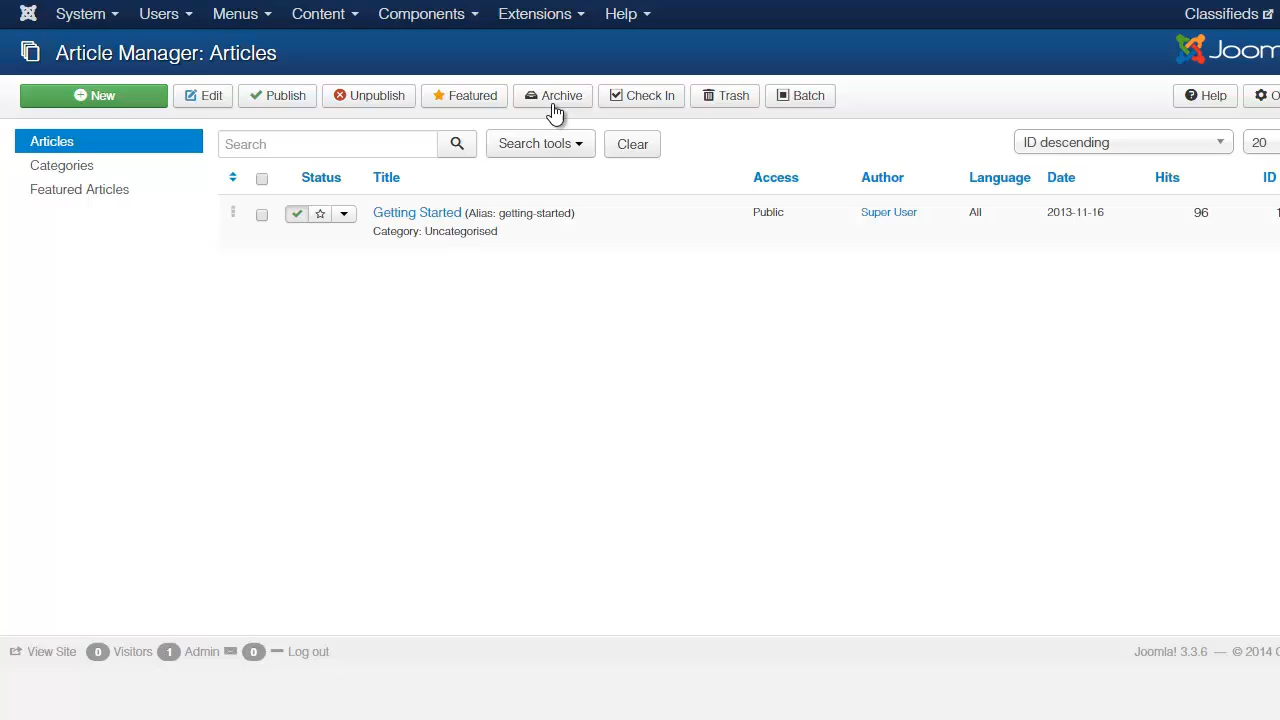 System Users Menus Content Components Extensions Help Classifieds
Article Manager: Articles
New Edit Publish Unpublish Featured Archive Check In Trash Batch Help
Articles
Categories
Featured Articles
Search Search tools Clear ID descending 20
Status Title Access Author Language Date Hits ID
Getting Started (Alias: getting-started) Public Super User All 2013-11-16 96
Category: Uncategorised
View Site 0 Visitors 1 Admin 0 Log out Joomla! 3.3.6 — © 2014